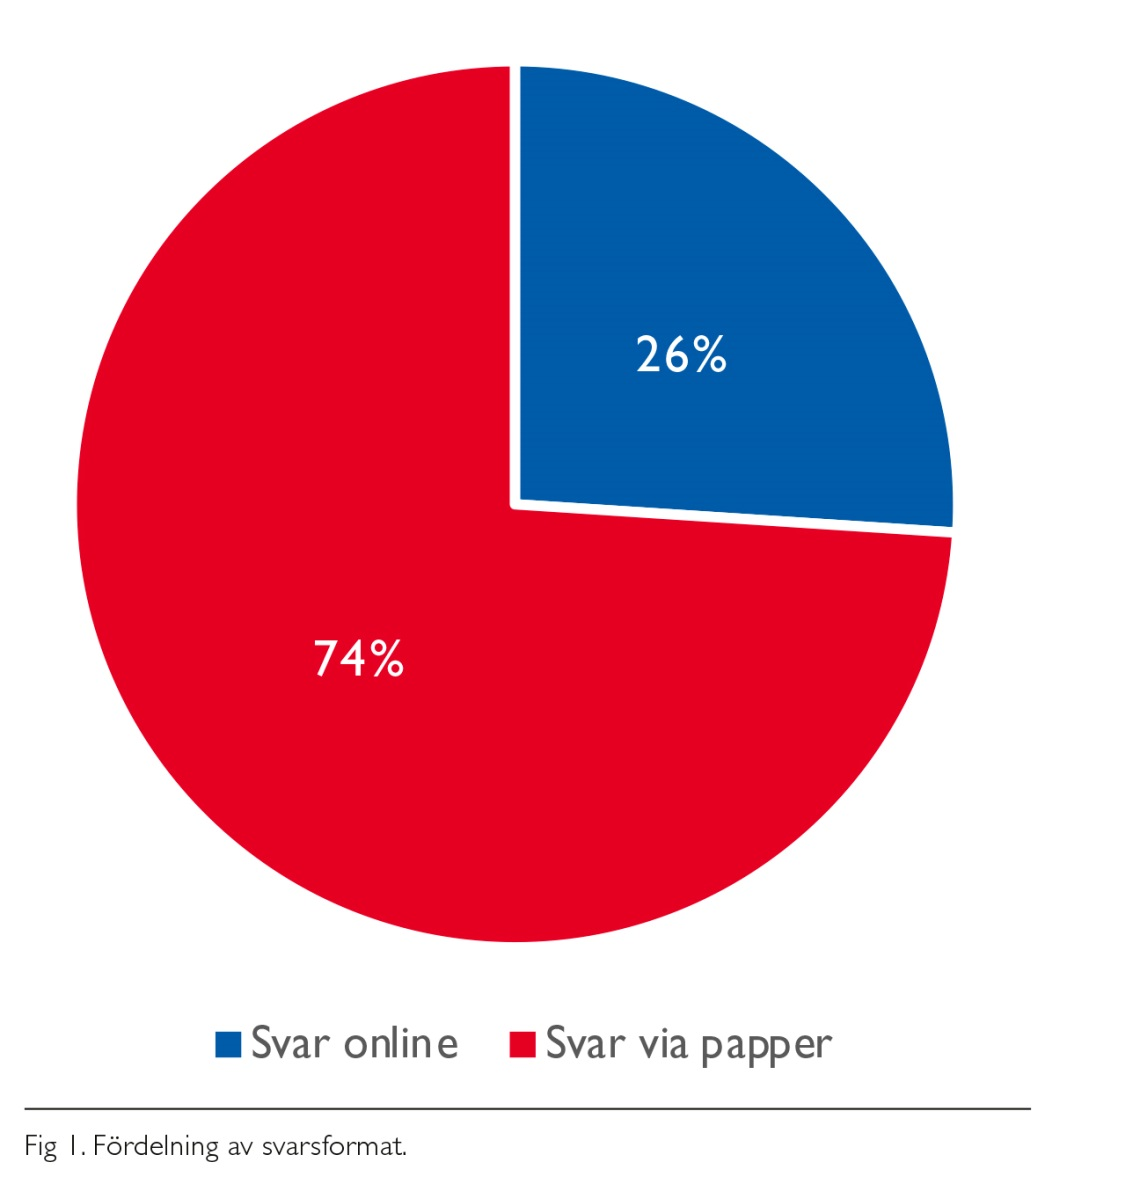 26%
74%
Svar online Svar via papper
Fig 1. Fördelning av svarsformat.